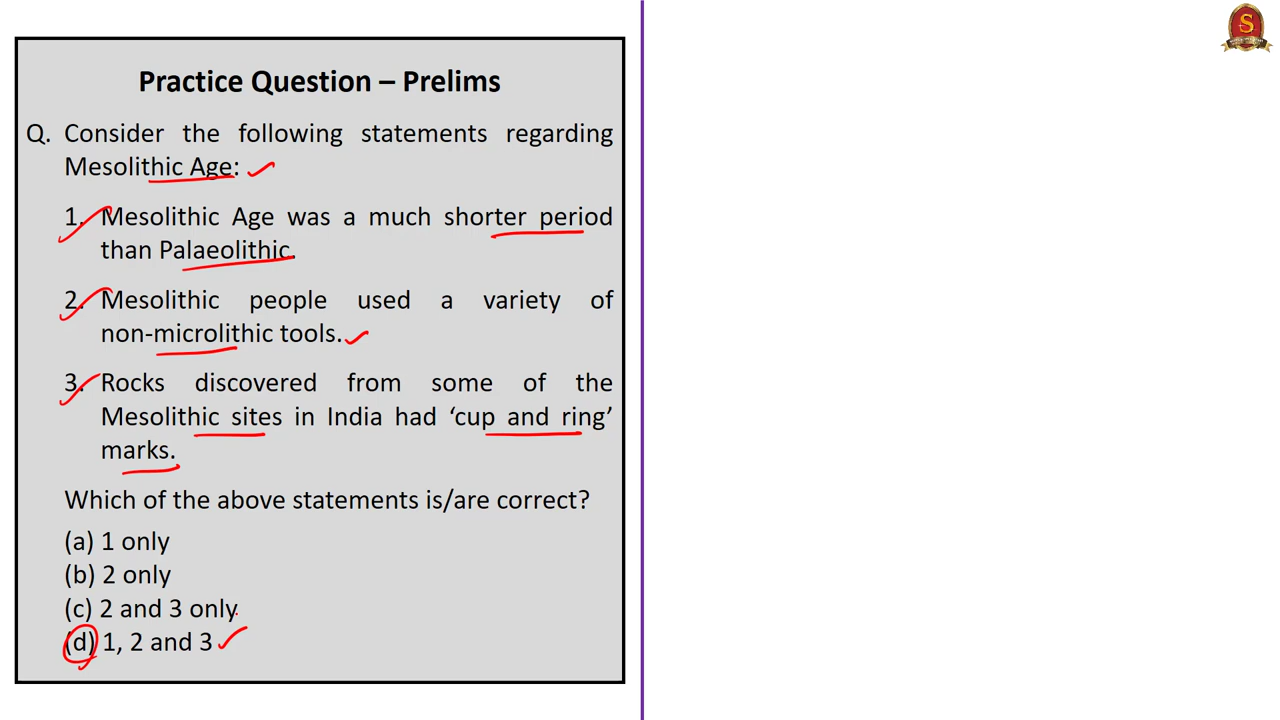 Practice Question – Prelims
Q. Consider the following statements regarding
Mesolithic Age:
1. Mesolithic Age was a much shorter period
than Palaeolithic.
2. Mesolithic people used a variety of
non-microlithic tools.
3. Rocks discovered from some of the
Mesolithic sites in India had ‘cup and ring’
marks.
Which of the above statements is/are correct?
(a) 1 only
(b) 2 only
(c) 2 and 3 only
(d) 1, 2 and 3
S